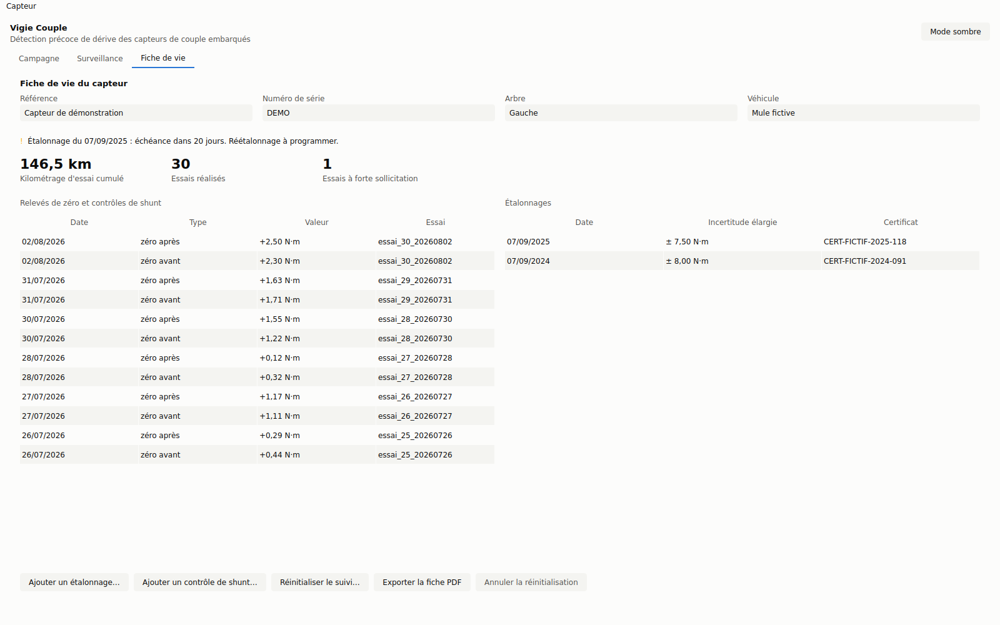 Capteur
Vigie Couple
Détection précoce de dérive des capteurs de couple embarqués
Mode sombre
Campagne Surveillance Fiche de vie
Fiche de vie du capteur
Référence Numéro de série Arbre Véhicule
Capteur de démonstration DEMO Gauche Mule fictive
! Étalonnage du 07/09/2025 : échéance dans 20 jours. Réétalonnage à programmer.
146,5 km 30 1
Kilométrage d'essai cumulé Essais réalisés Essais à forte sollicitation
Relevés de zéro et contrôles de shunt
Date Type Valeur Essai
02/08/2026 zéro après +2,50 N·m essai_30_20260802
02/08/2026 zéro avant +2,30 N·m essai_30_20260802
31/07/2026 zéro après +1,63 N·m essai_29_20260731
31/07/2026 zéro avant +1,71 N·m essai_29_20260731
30/07/2026 zéro après +1,55 N·m essai_28_20260730
30/07/2026 zéro avant +1,22 N·m essai_28_20260730
28/07/2026 zéro après +0,12 N·m essai_27_20260728
28/07/2026 zéro avant +0,32 N·m essai_27_20260728
27/07/2026 zéro après +1,17 N·m essai_26_20260727
27/07/2026 zéro avant +1,11 N·m essai_26_20260727
26/07/2026 zéro après +0,29 N·m essai_25_20260726
26/07/2026 zéro avant +0,44 N·m essai_25_20260726
Étalonnages
Date Incertitude élargie Certificat
07/09/2025 ± 7,50 N·m CERT-FICTIF-2025-118
07/09/2024 ± 8,00 N·m CERT-FICTIF-2024-091
Ajouter un étalonnage... Ajouter un contrôle de shunt... Réinitialiser le suivi... Exporter la fiche PDF Annuler la réinitialisation